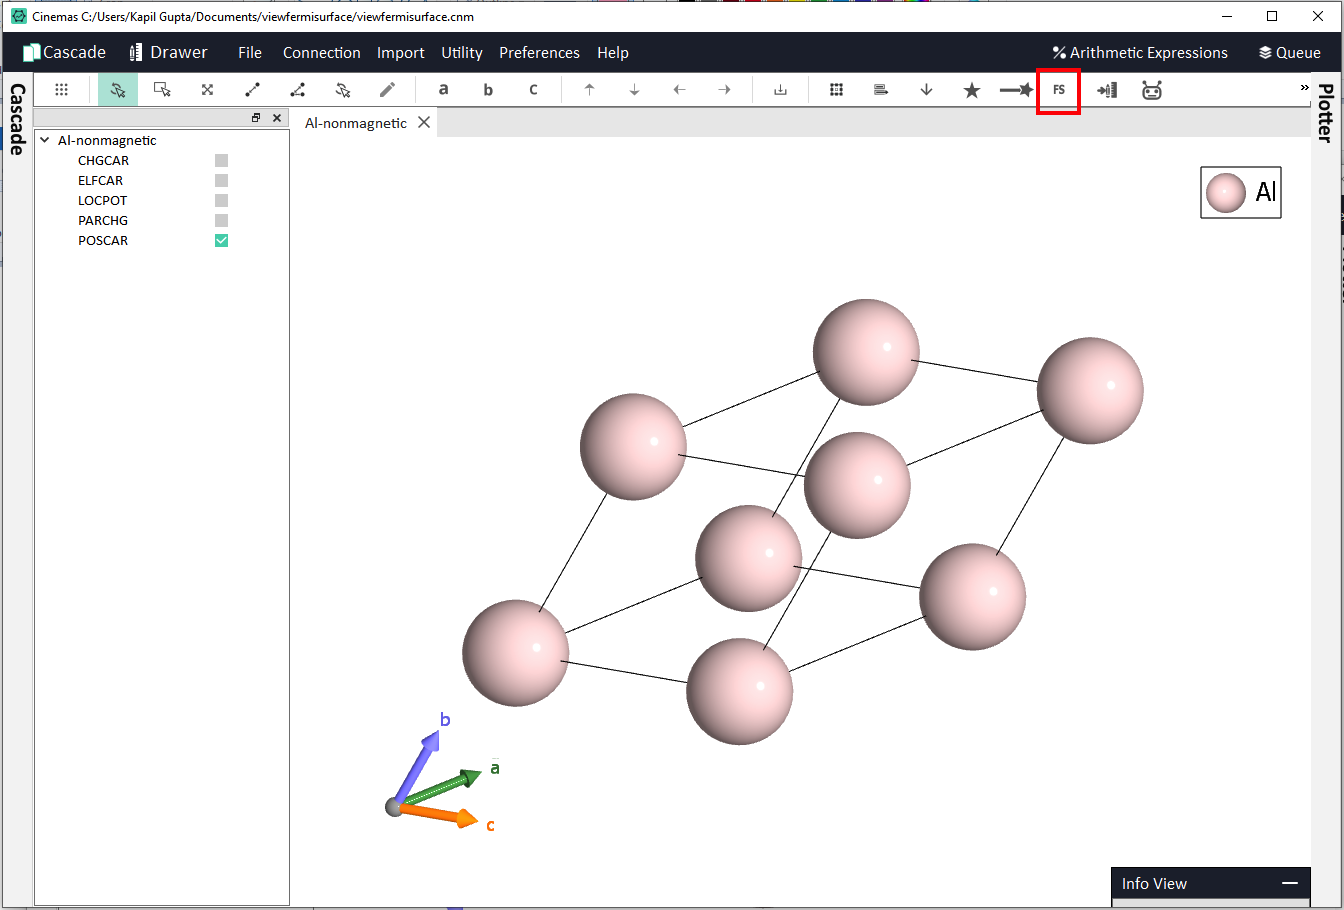 Cinemas C:/Users/Kapil Gupta/Documents/viewfermisurface/viewfermisurface.cnm
Cascade Drawer File Connection Import Utility Preferences Help Arithmetic Expressions Queue
a b c FS »
Cascade
Plotter
Al-nonmagnetic
Al-nonmagnetic
CHGCAR
ELFCAR
LOCPOT
PARCHG
POSCAR
Al
b
a
c
Info View